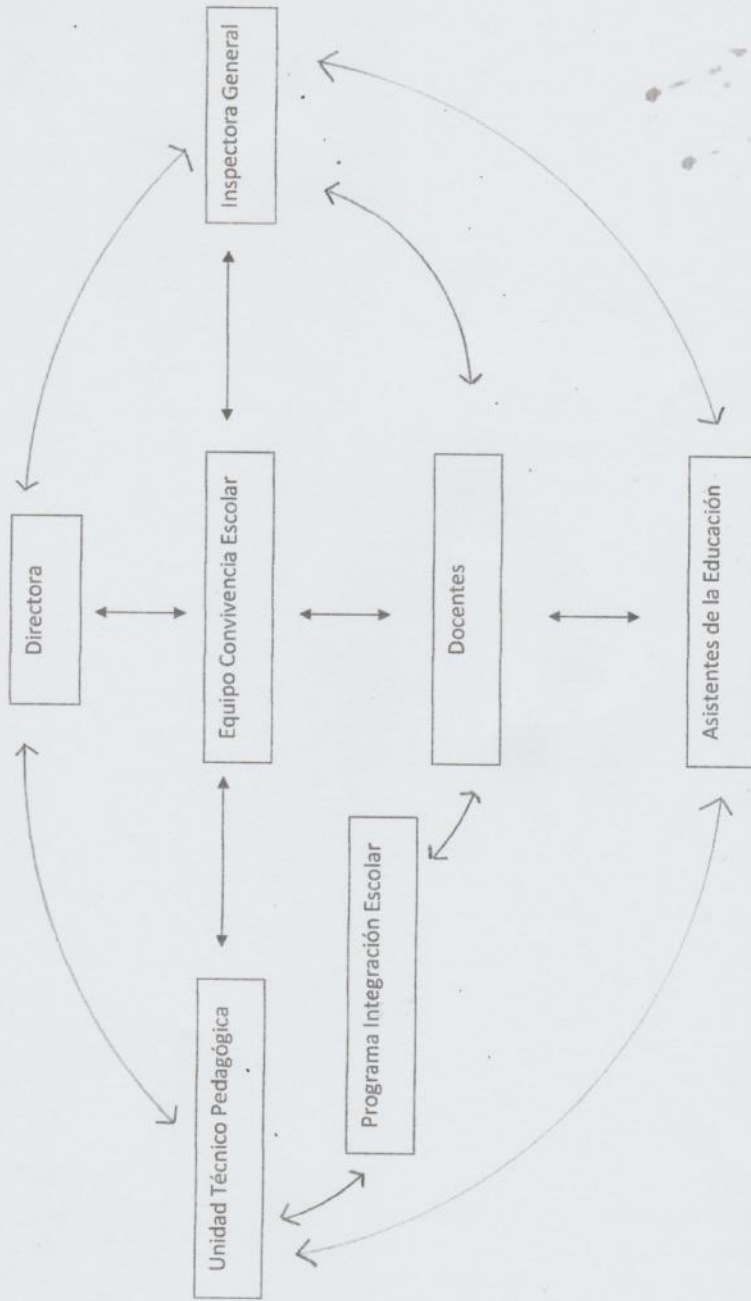 Directora
Unidad Técnico Pedagógica
Equipo Convivencia Escolar
Inspectora General
Programa Integración Escolar
Docentes
Asistentes de la Educación